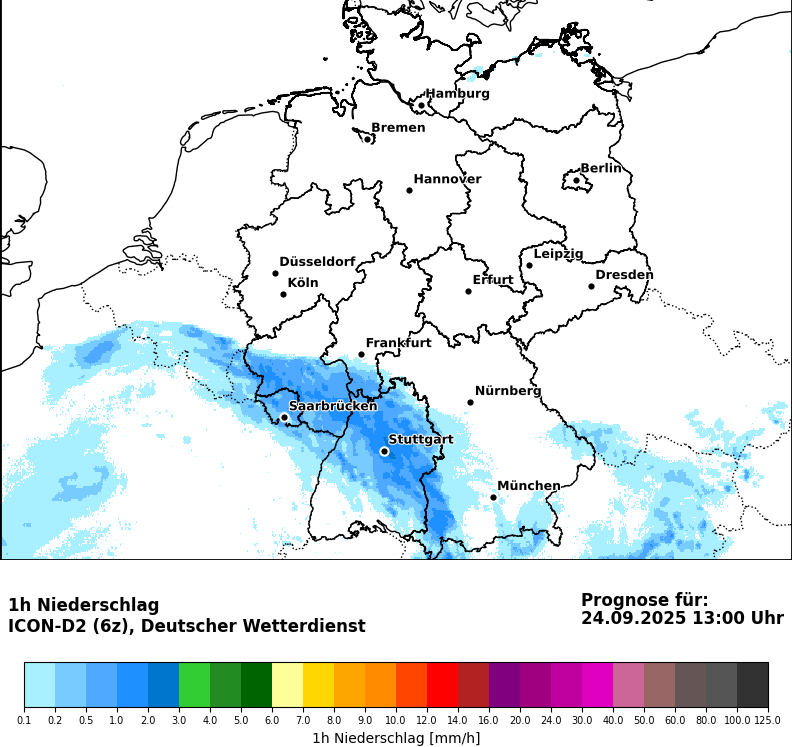 Hamburg
Bremen
Berlin
Hannover
Leipzig
Düsseldorf
Dresden
Erfurt
Köln
Frankfurt
Nürnberg
Saarbrücken
Stuttgart
München
1h Niederschlag
ICON-D2 (6z), Deutscher Wetterdienst
Prognose für:
24.09.2025 13:00 Uhr
0.1 0.2 0.5 1.0 2.0 3.0 4.0 5.0 6.0 7.0 9.0 10.0 12.0 14.0 16.0 20.0 24.0 30.0 40.0 50.0 60.0 80.0 100.0 125.0
1h Niederschlag [mm/h]